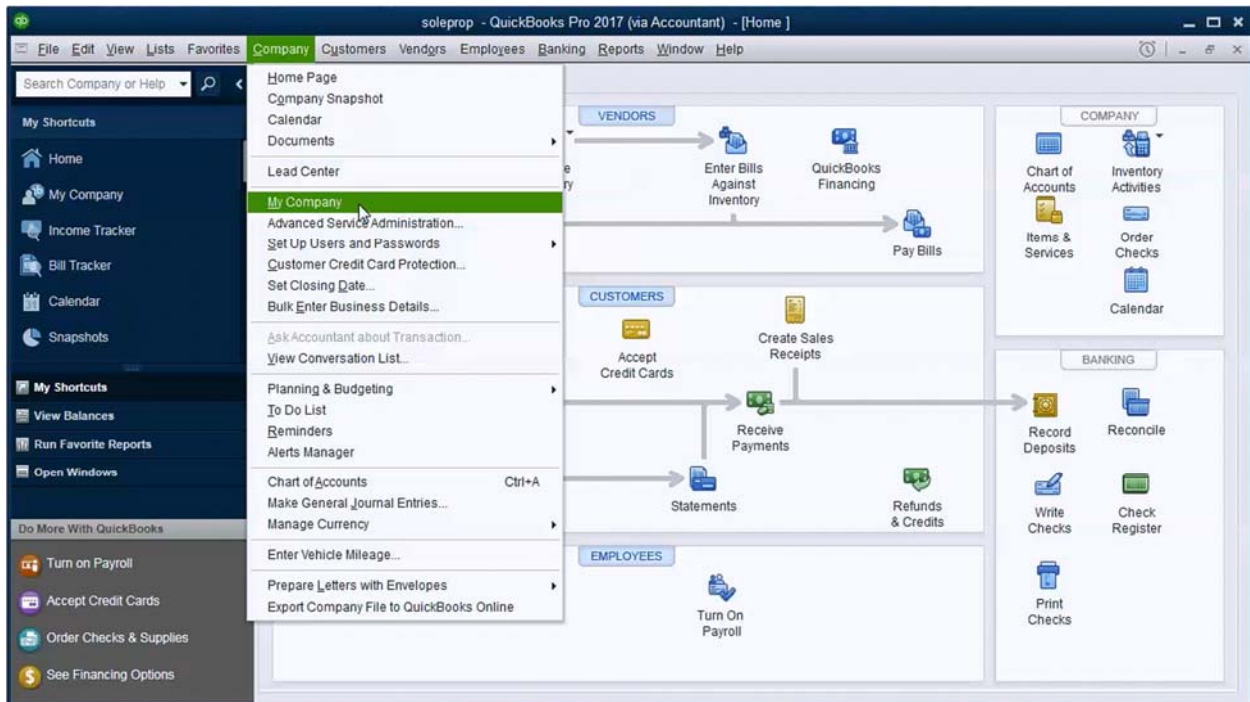 qb
soleprop - QuickBooks Pro 2017 (via Accountant) - [Home ]
File Edit View Lists Favorites Company Customers Vendors Employees Banking Reports Window Help
Search Company or Help
My Shortcuts
Home
My Company
Income Tracker
Bill Tracker
Calendar
Snapshots
My Shortcuts
View Balances
Run Favorite Reports
Open Windows
Do More With QuickBooks
Turn on Payroll
Accept Credit Cards
Order Checks & Supplies
See Financing Options
Home Page
Company Snapshot
Calendar
Documents
Lead Center
My Company
Advanced Service Administration...
Set Up Users and Passwords
Customer Credit Card Protection...
Set Closing Date...
Bulk Enter Business Details...
Ask Accountant about Transaction...
View Conversation List...
Planning & Budgeting
To Do List
Reminders
Alerts Manager
Chart of Accounts Ctrl+A
Make General Journal Entries...
Manage Currency
Enter Vehicle Mileage...
Prepare Letters with Envelopes
Export Company File to QuickBooks Online
VENDORS
e
ry
Enter Bills
Against
Inventory
QuickBooks
Financing
Pay Bills
CUSTOMERS
Accept
Credit Cards
Create Sales
Receipts
Receive
Payments
Statements
Refunds
& Credits
EMPLOYEES
Turn On
Payroll
COMPANY
Chart of
Accounts
Inventory
Activities
Items &
Services
Order
Checks
Calendar
BANKING
Record
Deposits
Reconcile
Write
Checks
Check
Register
Print
Checks